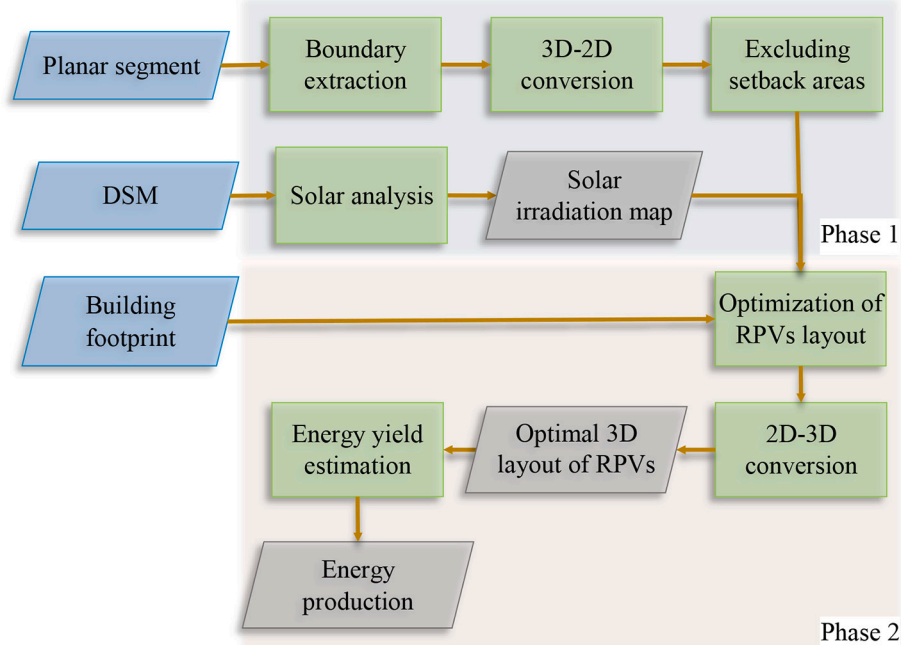 Planar segment
Boundary
extraction
3D-2D
conversion
Excluding
setback areas
DSM
Solar analysis
Solar
irradiation map
Phase 1
Building
footprint
Optimization of
RPVs layout
Energy yield
estimation
Optimal 3D
layout of RPVs
2D-3D
conversion
Energy
production
Phase 2